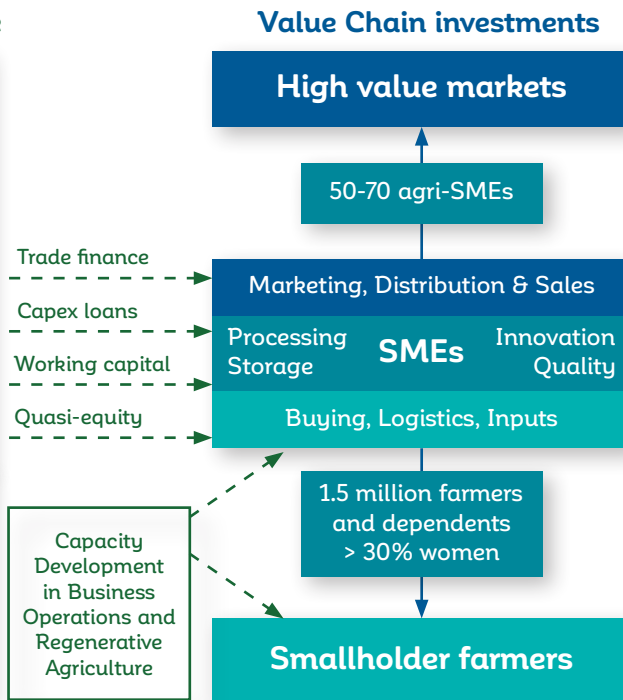 Value Chain investments
High value markets
50-70 agri-SMEs
Trade finance
Capex loans
Working capital
Quasi-equity
Marketing, Distribution & Sales
Processing
Storage
SMEs
Innovation
Quality
Buying, Logistics, Inputs
1.5 million farmers
and dependents
> 30% women
Capacity
Development
in Business
Operations and
Regenerative
Agriculture
Smallholder farmers